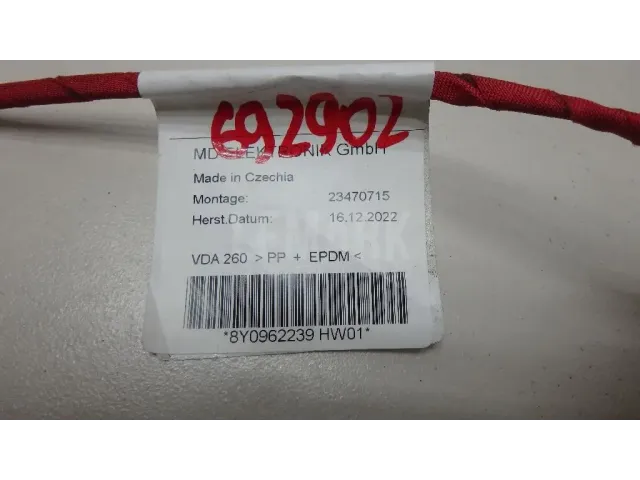 692902
MD ELEKTRONIK GmbH
Made in Czechia
Montage: 23470715
Herst.Datum: 16.12.2022
VDA 260 > PP + EPDM <
*8Y0962239 HW01*